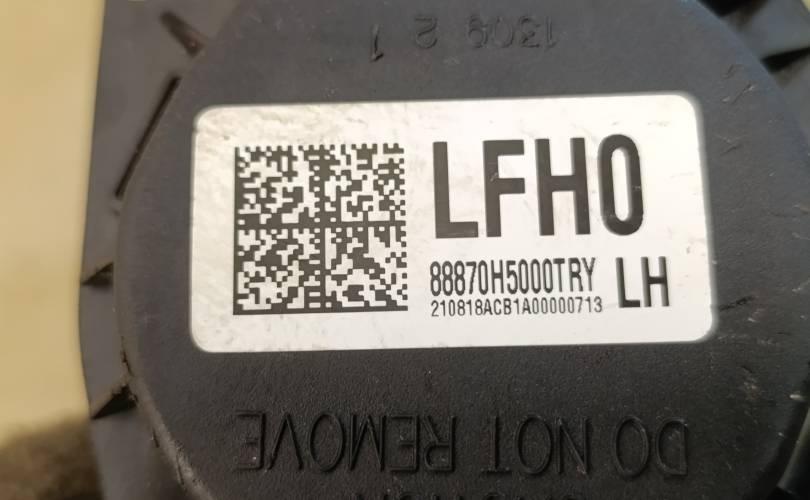 1309 2 1
LFH0
88870H5000TRY LH
210818ACB1A00000713
DO NOT REMOVE